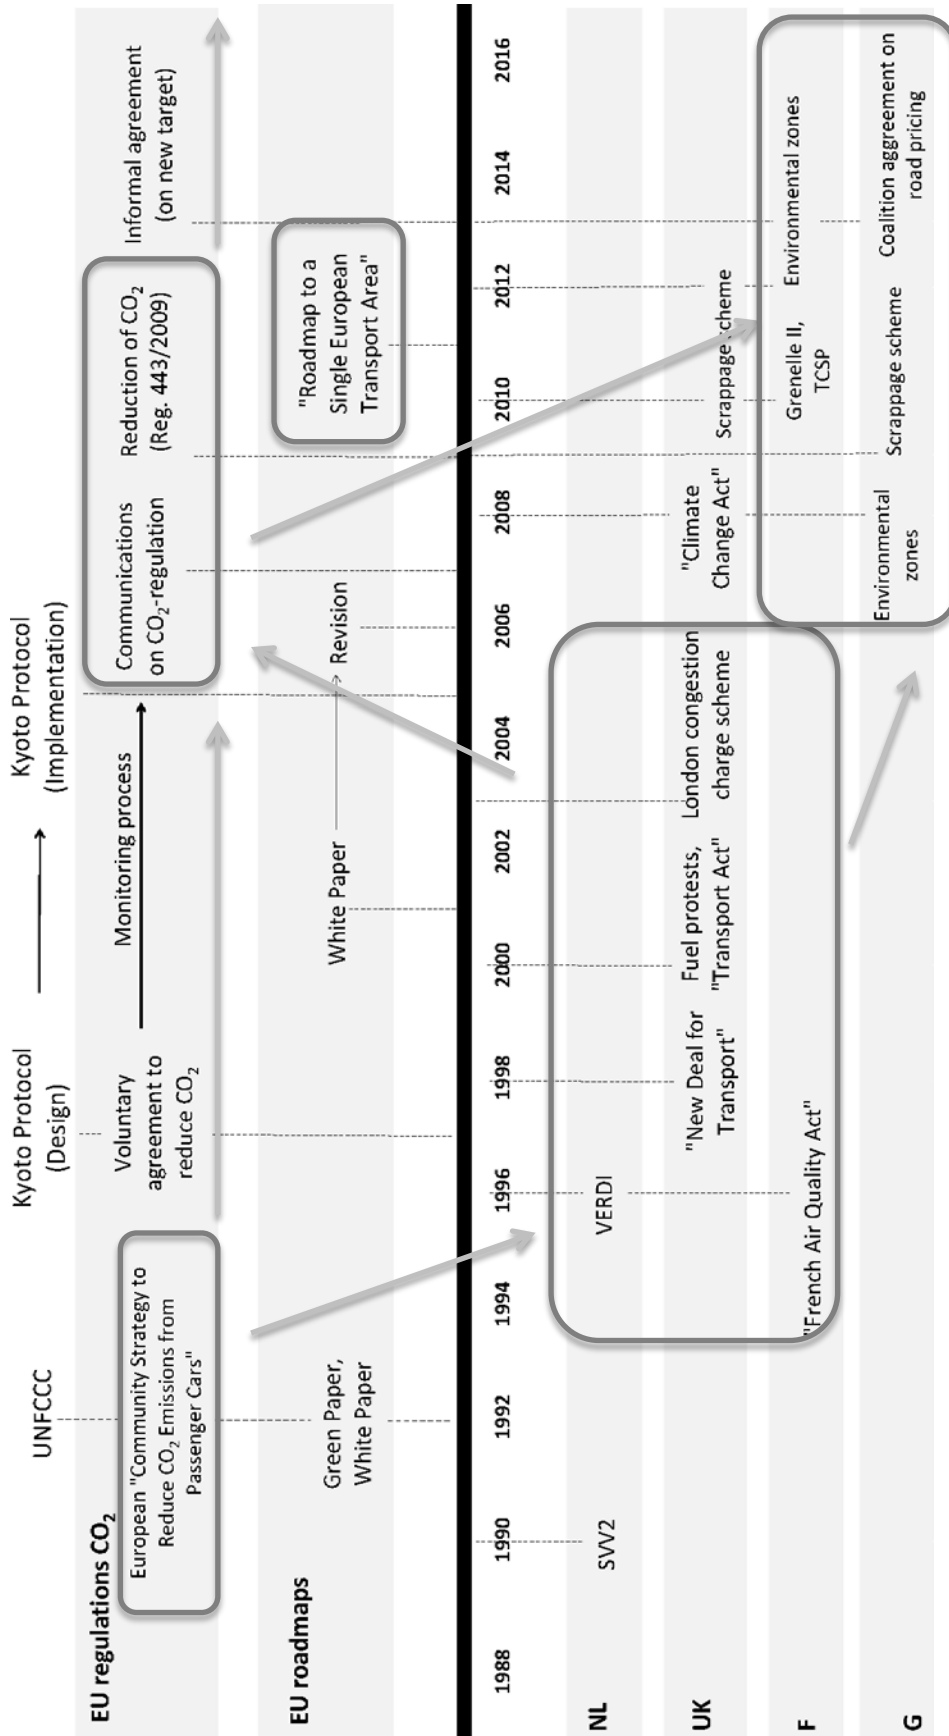 UNFCCC
Kyoto Protocol
(Design)
Kyoto Protocol
(Implementation)
EU regulations CO₂
European "Community Strategy to
Reduce CO₂ Emissions from
Passenger Cars"
Voluntary
agreement to
reduce CO₂
Monitoring process
Communications
on CO₂-regulation
Reduction of CO₂
(Reg. 443/2009)
Informal agreement
(on new target)
EU roadmaps
Green Paper,
White Paper
White Paper
Revision
"Roadmap to a
Single European
Transport Area"
1988
1990
1992
1994
1996
1998
2000
2002
2004
2006
2008
2010
2012
2014
2016
NL
SVV2
VERDI
UK
"New Deal for
Transport"
Fuel protests,
"Transport Act"
London congestion
charge scheme
"Climate
Change Act"
Scrappage scheme
F
"French Air Quality Act"
Grenelle II,
TCSP
Environmental zones
G
Environmental
zones
Scrappage scheme
Coalition aggreement on
road pricing